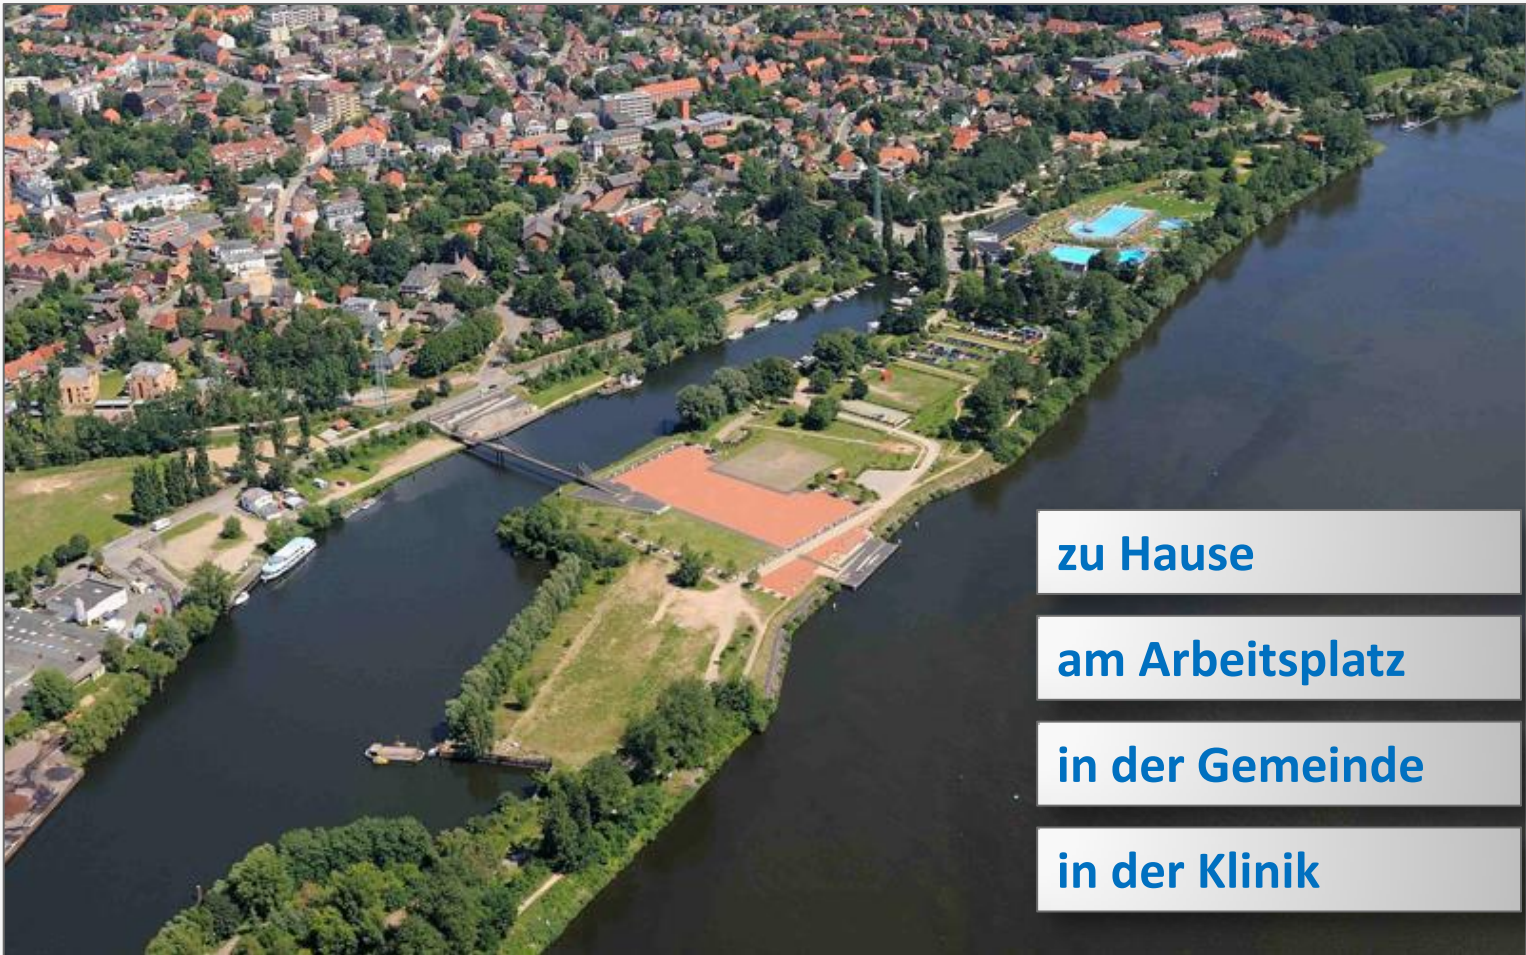 zu Hause
am Arbeitsplatz
in der Gemeinde
in der Klinik